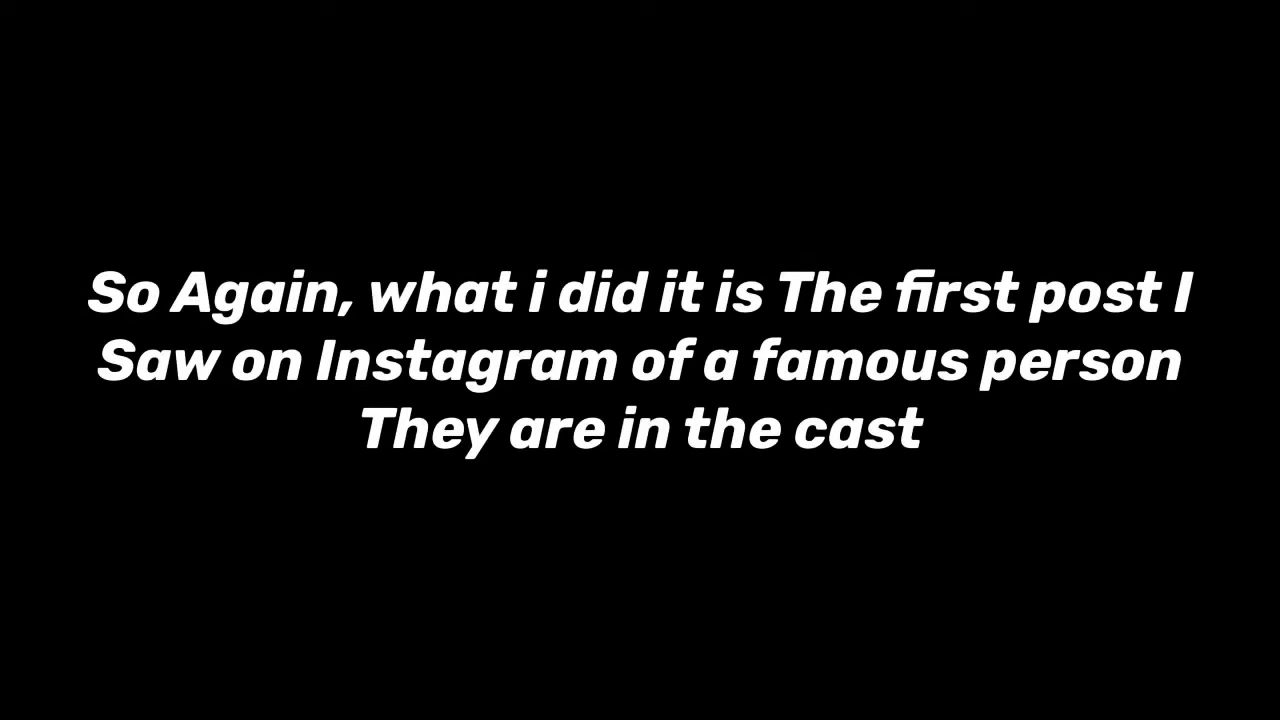 So Again, what i did it is The first post I
Saw on Instagram of a famous person
They are in the cast